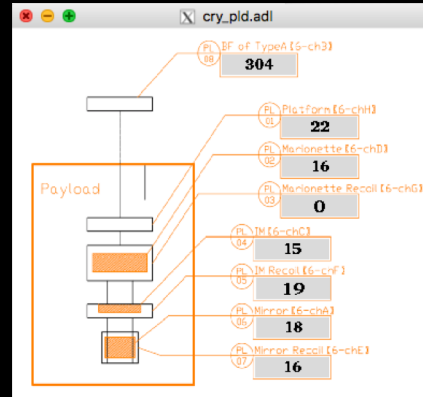 cry_pld.adl
PL 08 BF of TypeA[6-ch3]
304
PL 01 Platform[6-chH]
22
PL 02 Marionette[6-chD]
16
PL 03 Marionette Recoil[6-chG]
0
Payload
PL 04 IM[6-chC]
15
PL 05 IM Recoil[6-chF]
19
PL 06 Mirror[6-chA]
18
PL 07 Mirror Recoil[6-chE]
16